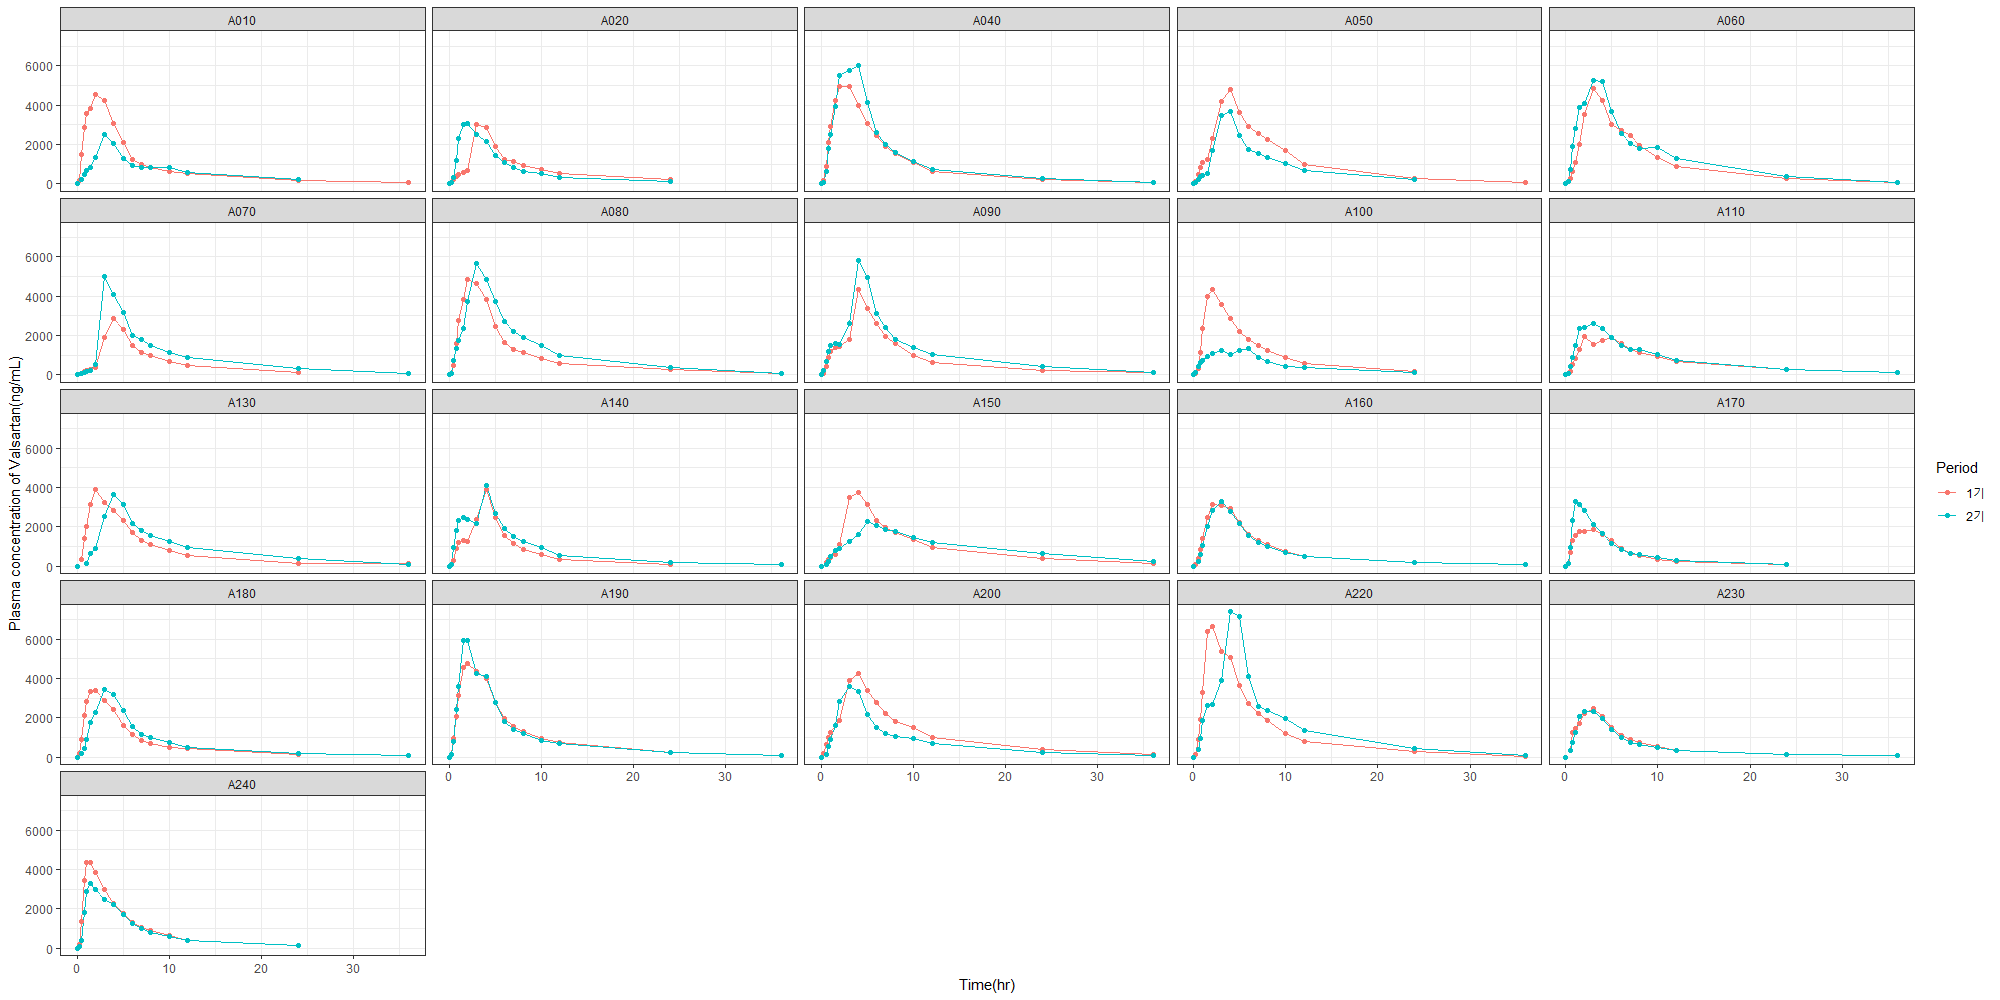 A010 A020 A040 A050 A060
6000
4000
2000
0
A070 A080 A090 A100 A110
6000
4000
2000
0
Plasma concentration of Valsartan(ng/mL)
A130 A140 A150 A160 A170
6000
4000
2000
0
Period
1기
2기
A180 A190 A200 A220 A230
6000
4000
2000
0
0 10 20 30 0 10 20 30 0 10 20 30 0 10 20 30
A240
6000
4000
2000
0
0 10 20 30
Time(hr)